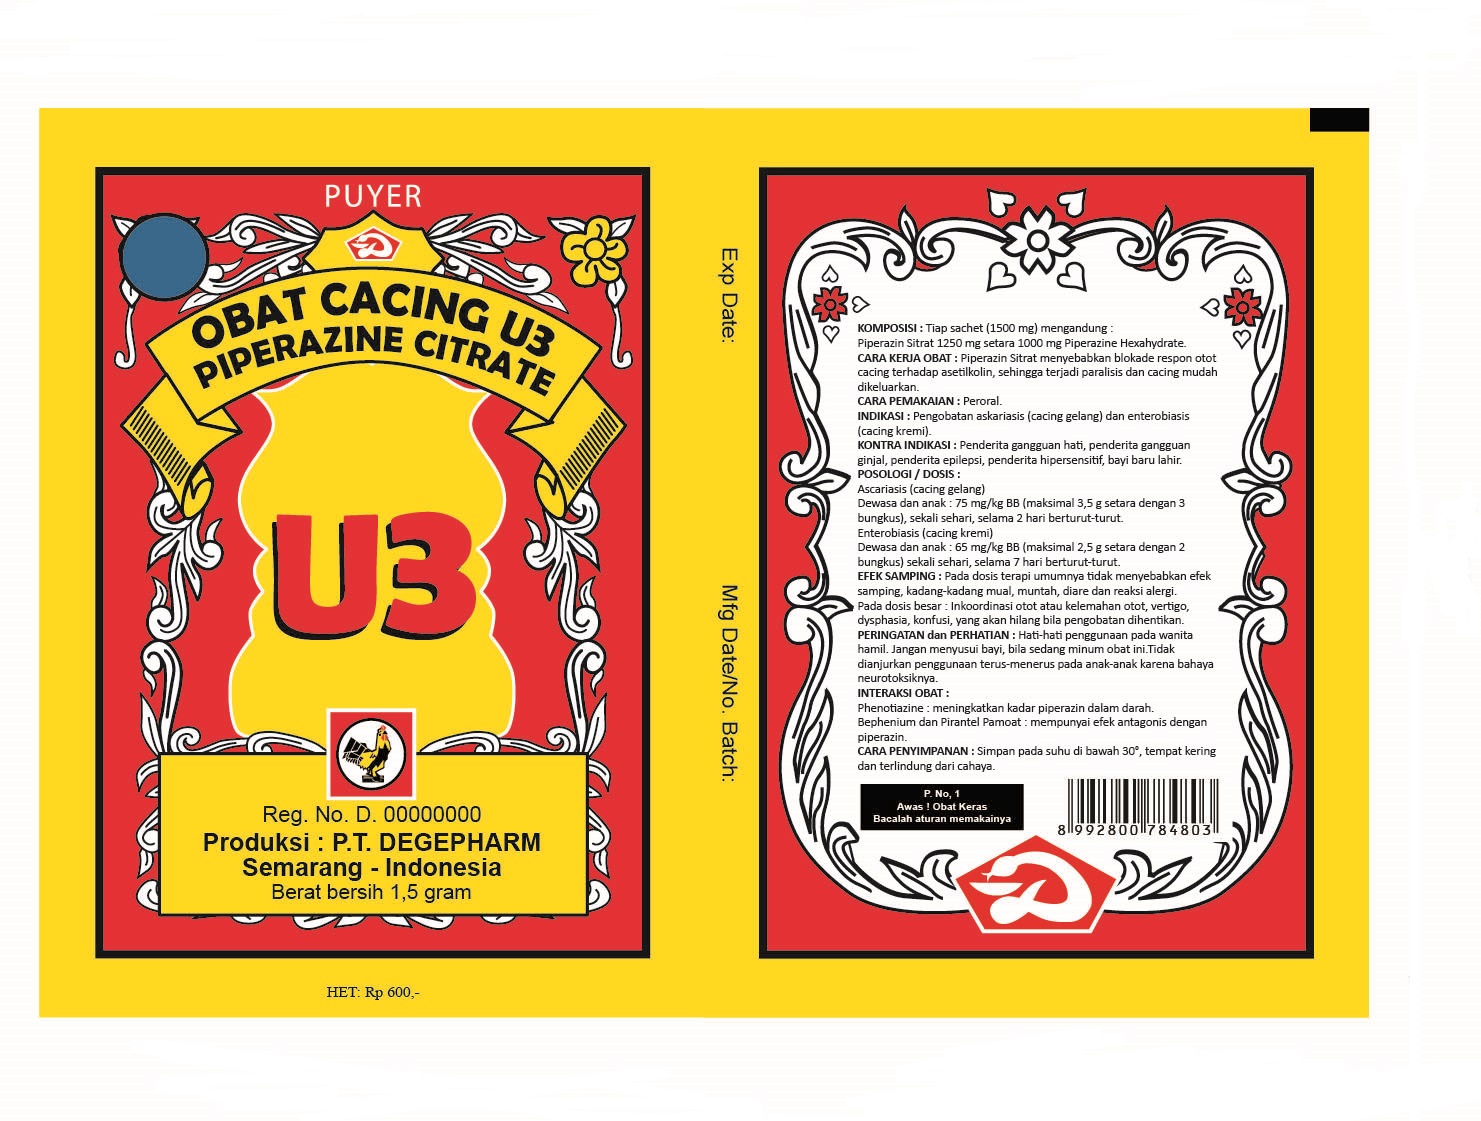 PUYER
OBAT CACING U3
PIPERAZINE CITRATE
U3
Reg. No. D. 00000000
Produksi : P.T. DEGEPHARM
Semarang - Indonesia
Berat bersih 1,5 gram
HET: Rp 600,-
Exp Date:
Mfg Date/No. Batch:
KOMPOSISI : Tiap sachet (1500 mg) mengandung :
Piperazin Sitrat 1250 mg setara 1000 mg Piperazine Hexahydrate.
CARA KERJA OBAT : Piperazin Sitrat menyebabkan blokade respon otot
cacing terhadap asetilkolin, sehingga terjadi paralisis dan cacing mudah
dikeluarkan.
CARA PEMAKAIAN : Peroral.
INDIKASI : Pengobatan askariasis (cacing gelang) dan enterobiasis
(cacing kremi).
KONTRA INDIKASI : Penderita gangguan hati, penderita gangguan
ginjal, penderita epilepsi, penderita hipersensitif, bayi baru lahir.
POSOLOGI / DOSIS :
Ascariasis (cacing gelang)
Dewasa dan anak : 75 mg/kg BB (maksimal 3,5 g setara dengan 3
bungkus), sekali sehari, selama 2 hari berturut-turut.
Enterobiasis (cacing kremi)
Dewasa dan anak : 65 mg/kg BB (maksimal 2,5 g setara dengan 2
bungkus) sekali sehari, selama 7 hari berturut-turut.
EFEK SAMPING : Pada dosis terapi umumnya tidak menyebabkan efek
samping, kadang-kadang mual, muntah, diare dan reaksi alergi.
Pada dosis besar : Inkoordinasi otot atau kelemahan otot, vertigo,
dysphasia, konfusi, yang akan hilang bila pengobatan dihentikan.
PERINGATAN dan PERHATIAN : Hati-hati penggunaan pada wanita
hamil. Jangan menyusui bayi, bila sedang minum obat ini.Tidak
dianjurkan penggunaan terus-menerus pada anak-anak karena bahaya
neurotoksiknya.
INTERAKSI OBAT :
Phenotiazine : meningkatkan kadar piperazin dalam darah.
Bephenium dan Pirantel Pamoat : mempunyai efek antagonis dengan
piperazin.
CARA PENYIMPANAN : Simpan pada suhu di bawah 30°, tempat kering
dan terlindung dari cahaya.
P. No, 1
Awas ! Obat Keras
Bacalah aturan memakainya
8 992800 784803